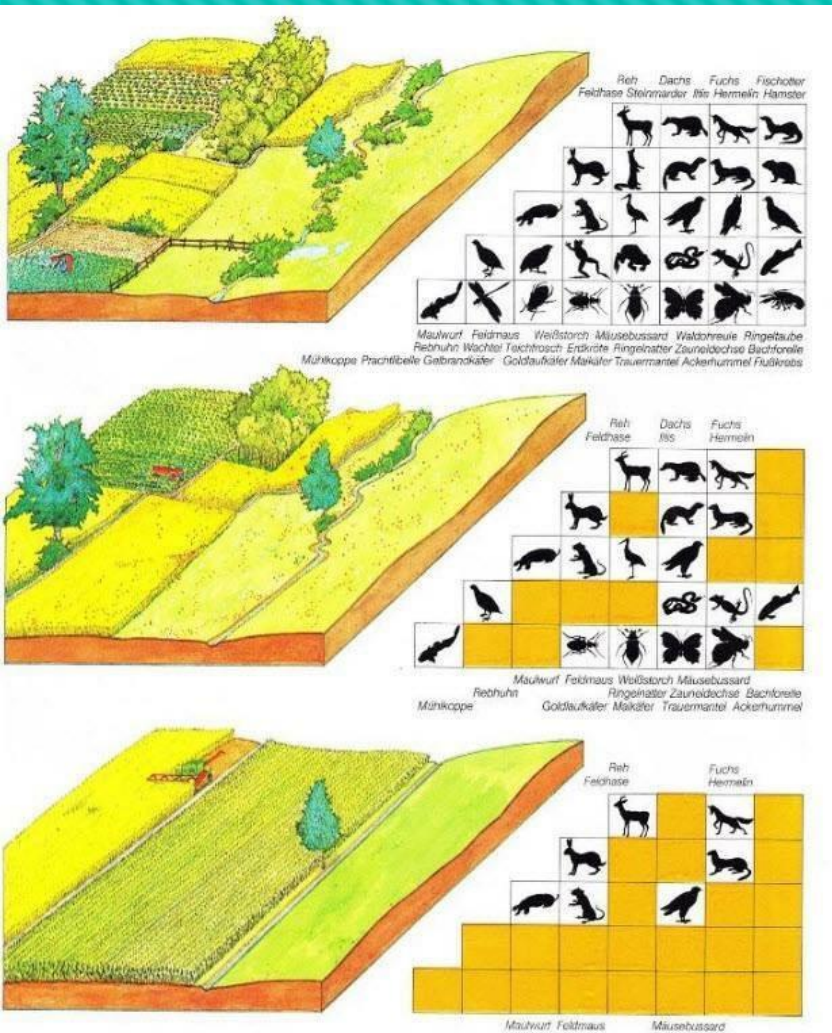 Reh Dachs Fuchs Fischotter
Feldhase Steinmarder Iltis Hermelin Hamster
Maulwurf Feldmaus Weißstorch Mäusebussard Waldohreule Ringeltaube
Rebhuhn Wachtel Teichfrosch Erdkröte Ringelnatter Zauneidechse Bachforelle
Mühlkoppe Prachtlibelle Gelbrandkäfer Goldlaufkäfer Maikäfer Trauermantel Ackerhummel Flußkrebs
Reh Dachs Fuchs
Feldhase Iltis Hermelin
Maulwurf Feldmaus Weißstorch Mäusebussard
Rebhuhn Ringelnatter Zauneidechse Bachforelle
Mühlkoppe Goldlaufkäfer Maikäfer Trauermantel Ackerhummel
Reh Fuchs
Feldhase Hermelin
Maulwurf Feldmaus Mäusebussard